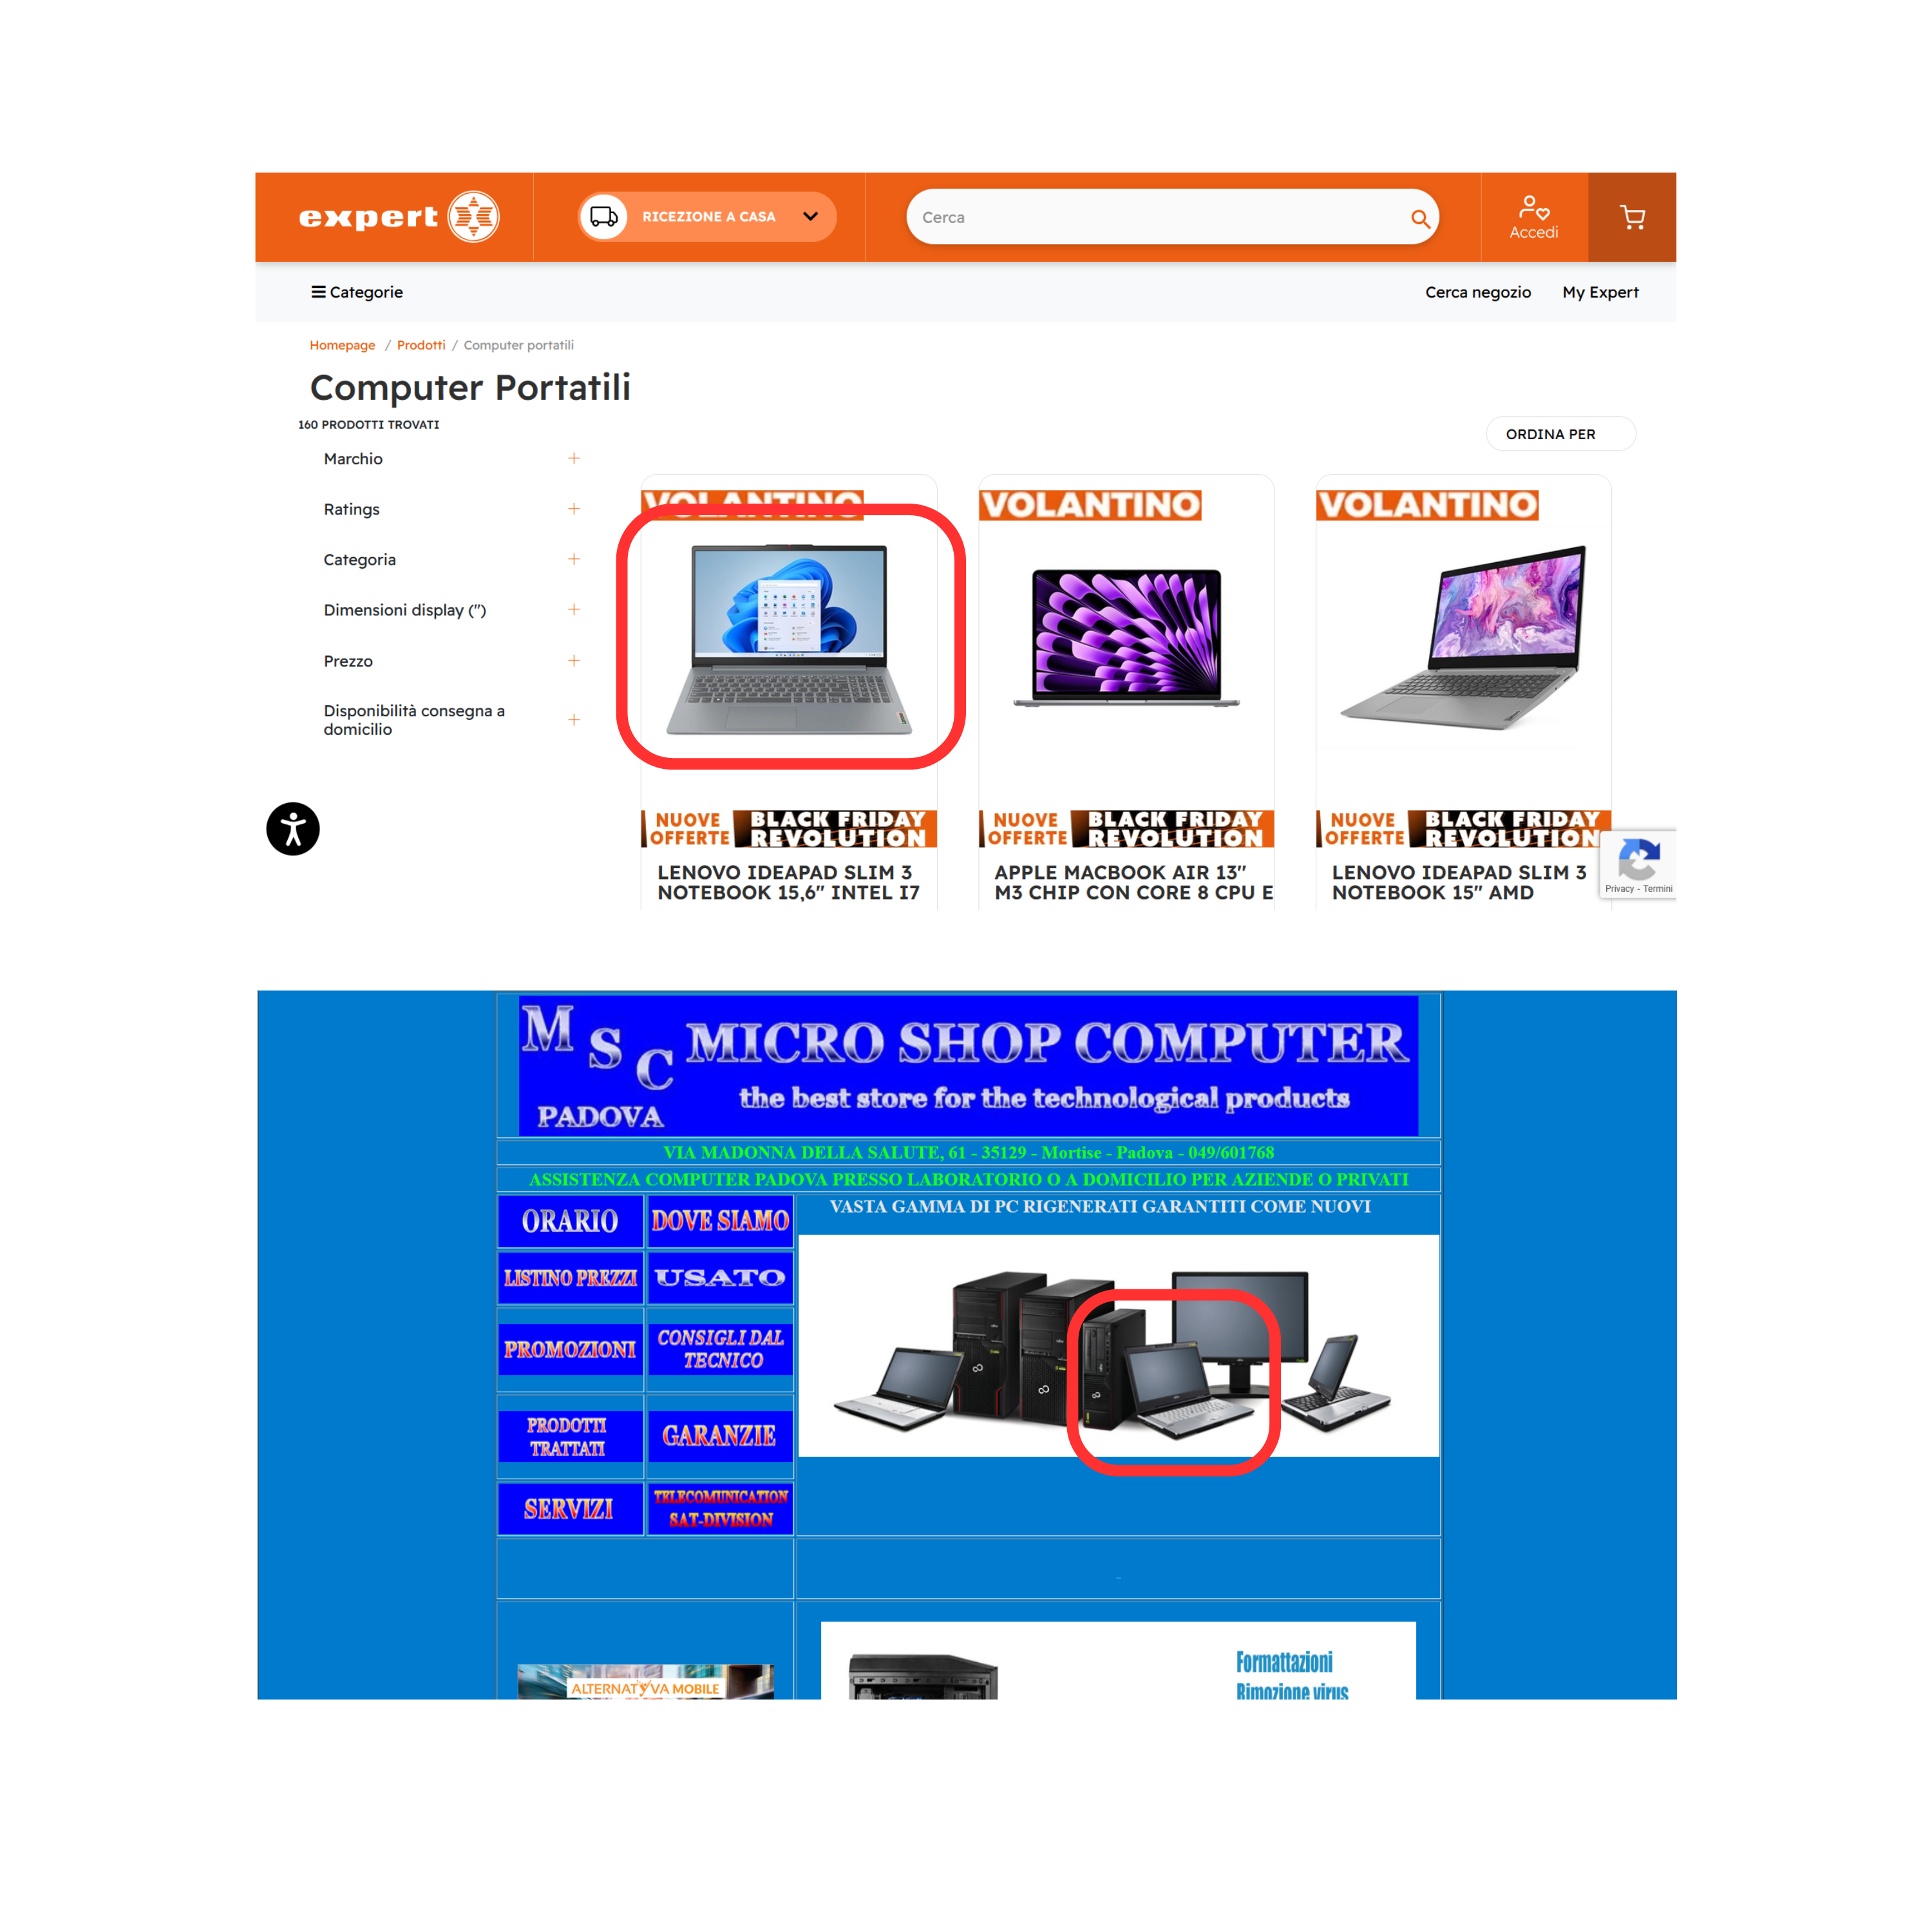 expert
RICEZIONE A CASA
Cerca
Accedi
Categorie
Cerca negozio
My Expert
Homepage / Prodotti / Computer portatili
Computer Portatili
160 PRODOTTI TROVATI
ORDINA PER
Marchio
Ratings
Categoria
Dimensioni display (")
Prezzo
Disponibilità consegna a
domicilio
VOLANTINO
VOLANTINO
VOLANTINO
NUOVE
OFFERTE
BLACK FRIDAY
REVOLUTION
NUOVE
OFFERTE
BLACK FRIDAY
REVOLUTION
NUOVE
OFFERTE
BLACK FRIDAY
REVOLUTION
LENOVO IDEAPAD SLIM 3
NOTEBOOK 15,6" INTEL I7
APPLE MACBOOK AIR 13"
M3 CHIP CON CORE 8 CPU E
LENOVO IDEAPAD SLIM 3
NOTEBOOK 15" AMD
Privacy - Termini
MSC MICRO SHOP COMPUTER
the best store for the technological products
PADOVA
VIA MADONNA DELLA SALUTE, 61 - 35129 - Mortise - Padova - 049/601768
ASSISTENZA COMPUTER PADOVA PRESSO LABORATORIO O A DOMICILIO PER AZIENDE O PRIVATI
ORARIO
DOVE SIAMO
VASTA GAMMA DI PC RIGENERATI GARANTITI COME NUOVI
LISTINO PREZZI
USATO
PROMOZIONI
CONSIGLI DAL
TECNICO
PRODOTTI
TRATTATI
GARANZIE
SERVIZI
TELECOMUNICATION
SAT-DIVISION
ALTERNATYVA MOBILE
Formattazioni
Rimozione virus